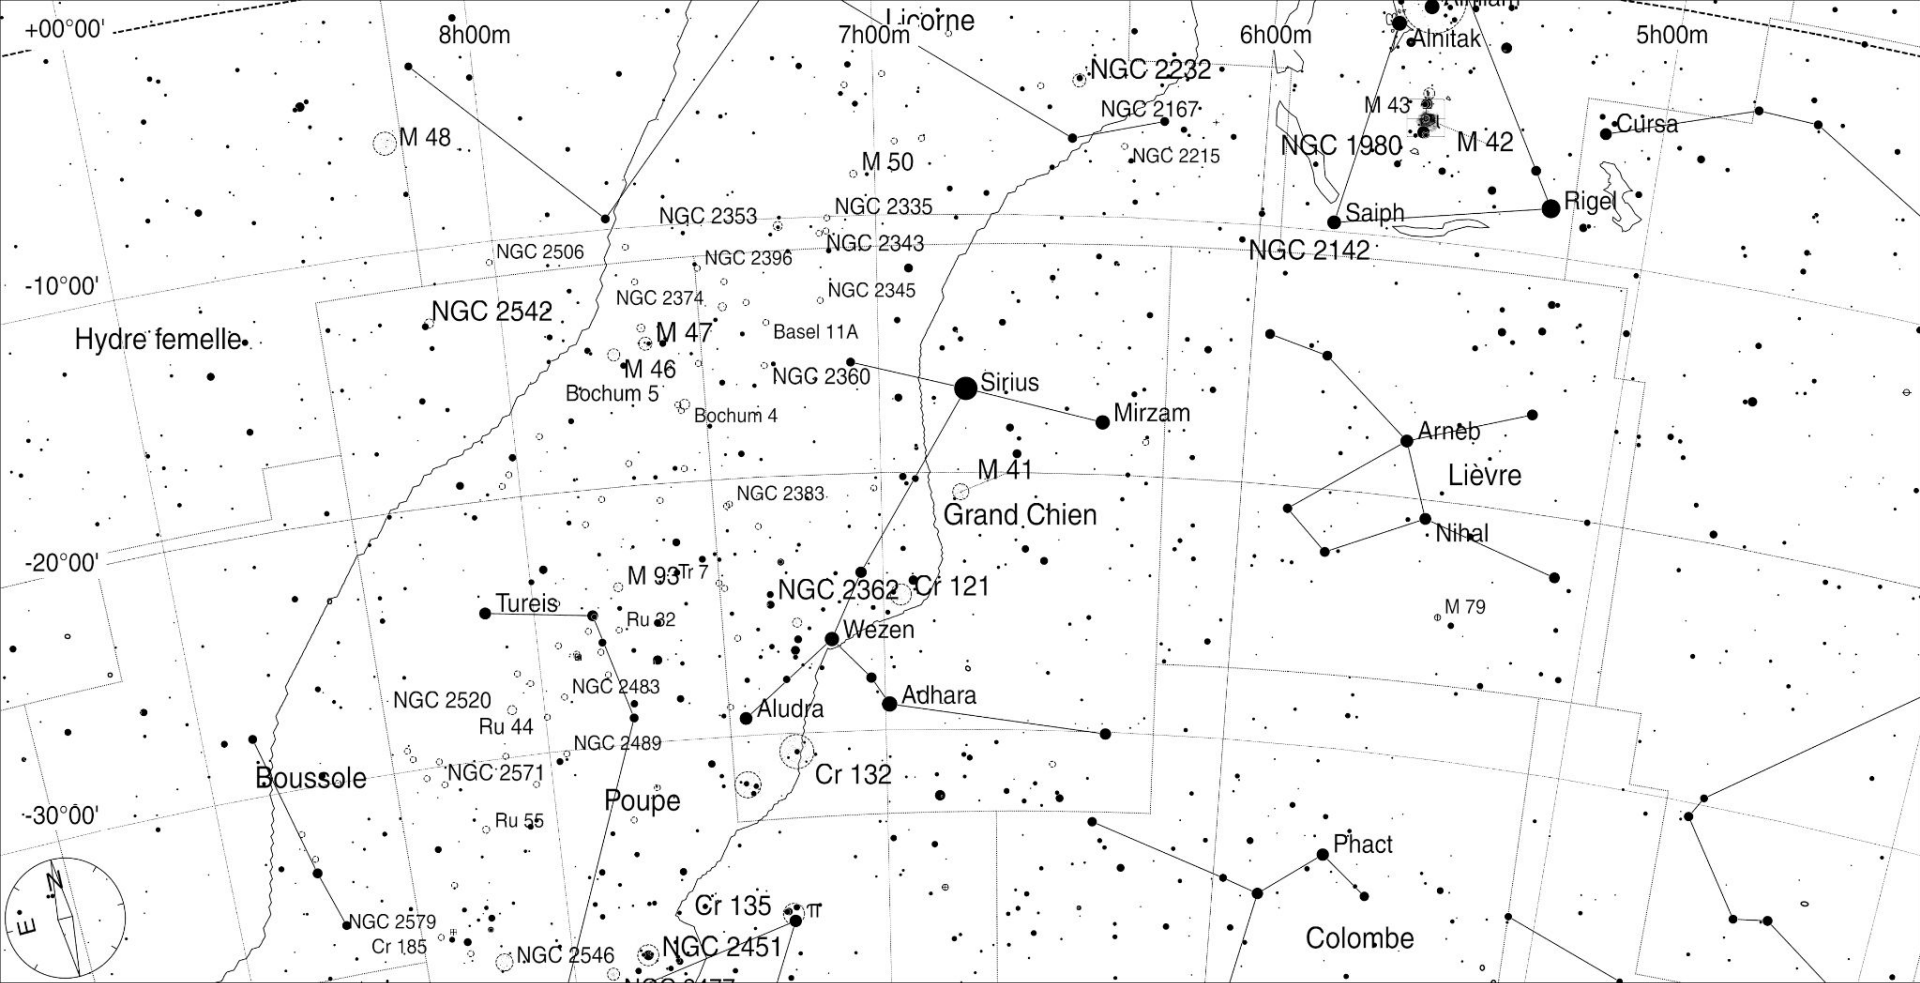 Alnilam
Licorne
+00°00'
8h00m
7h00m
6h00m
Alnitak
5h00m
NGC 2232
M 43
NGC 2167
Cursa
M 48
NGC 1980
M 42
NGC 2215
M 50
Rigel
NGC 2335
Saiph
NGC 2353
NGC 2343
NGC 2142
NGC 2506
NGC 2396
-10°00'
NGC 2345
NGC 2374
NGC 2542
Basel 11A
M 47
Hydre femelle
M 46
NGC 2360
Sirius
Bochum 5
Mirzam
Bochum 4
Arneb
M 41
Lièvre
NGC 2383
Grand Chien
Nihal
-20°00'
M 93
Tr 7
NGC 2362
Cr 121
Tureis
M 79
Ru 32
Wezen
NGC 2483
Adhara
NGC 2520
Aludra
Ru 44
NGC 2489
NGC 2571
Cr 132
Boussole
Poupe
-30°00'
Ru 55
Phact
N
E
Cr 135
π
NGC 2579
Colombe
Cr 185
NGC 2451
NGC 2546
NGC 2477